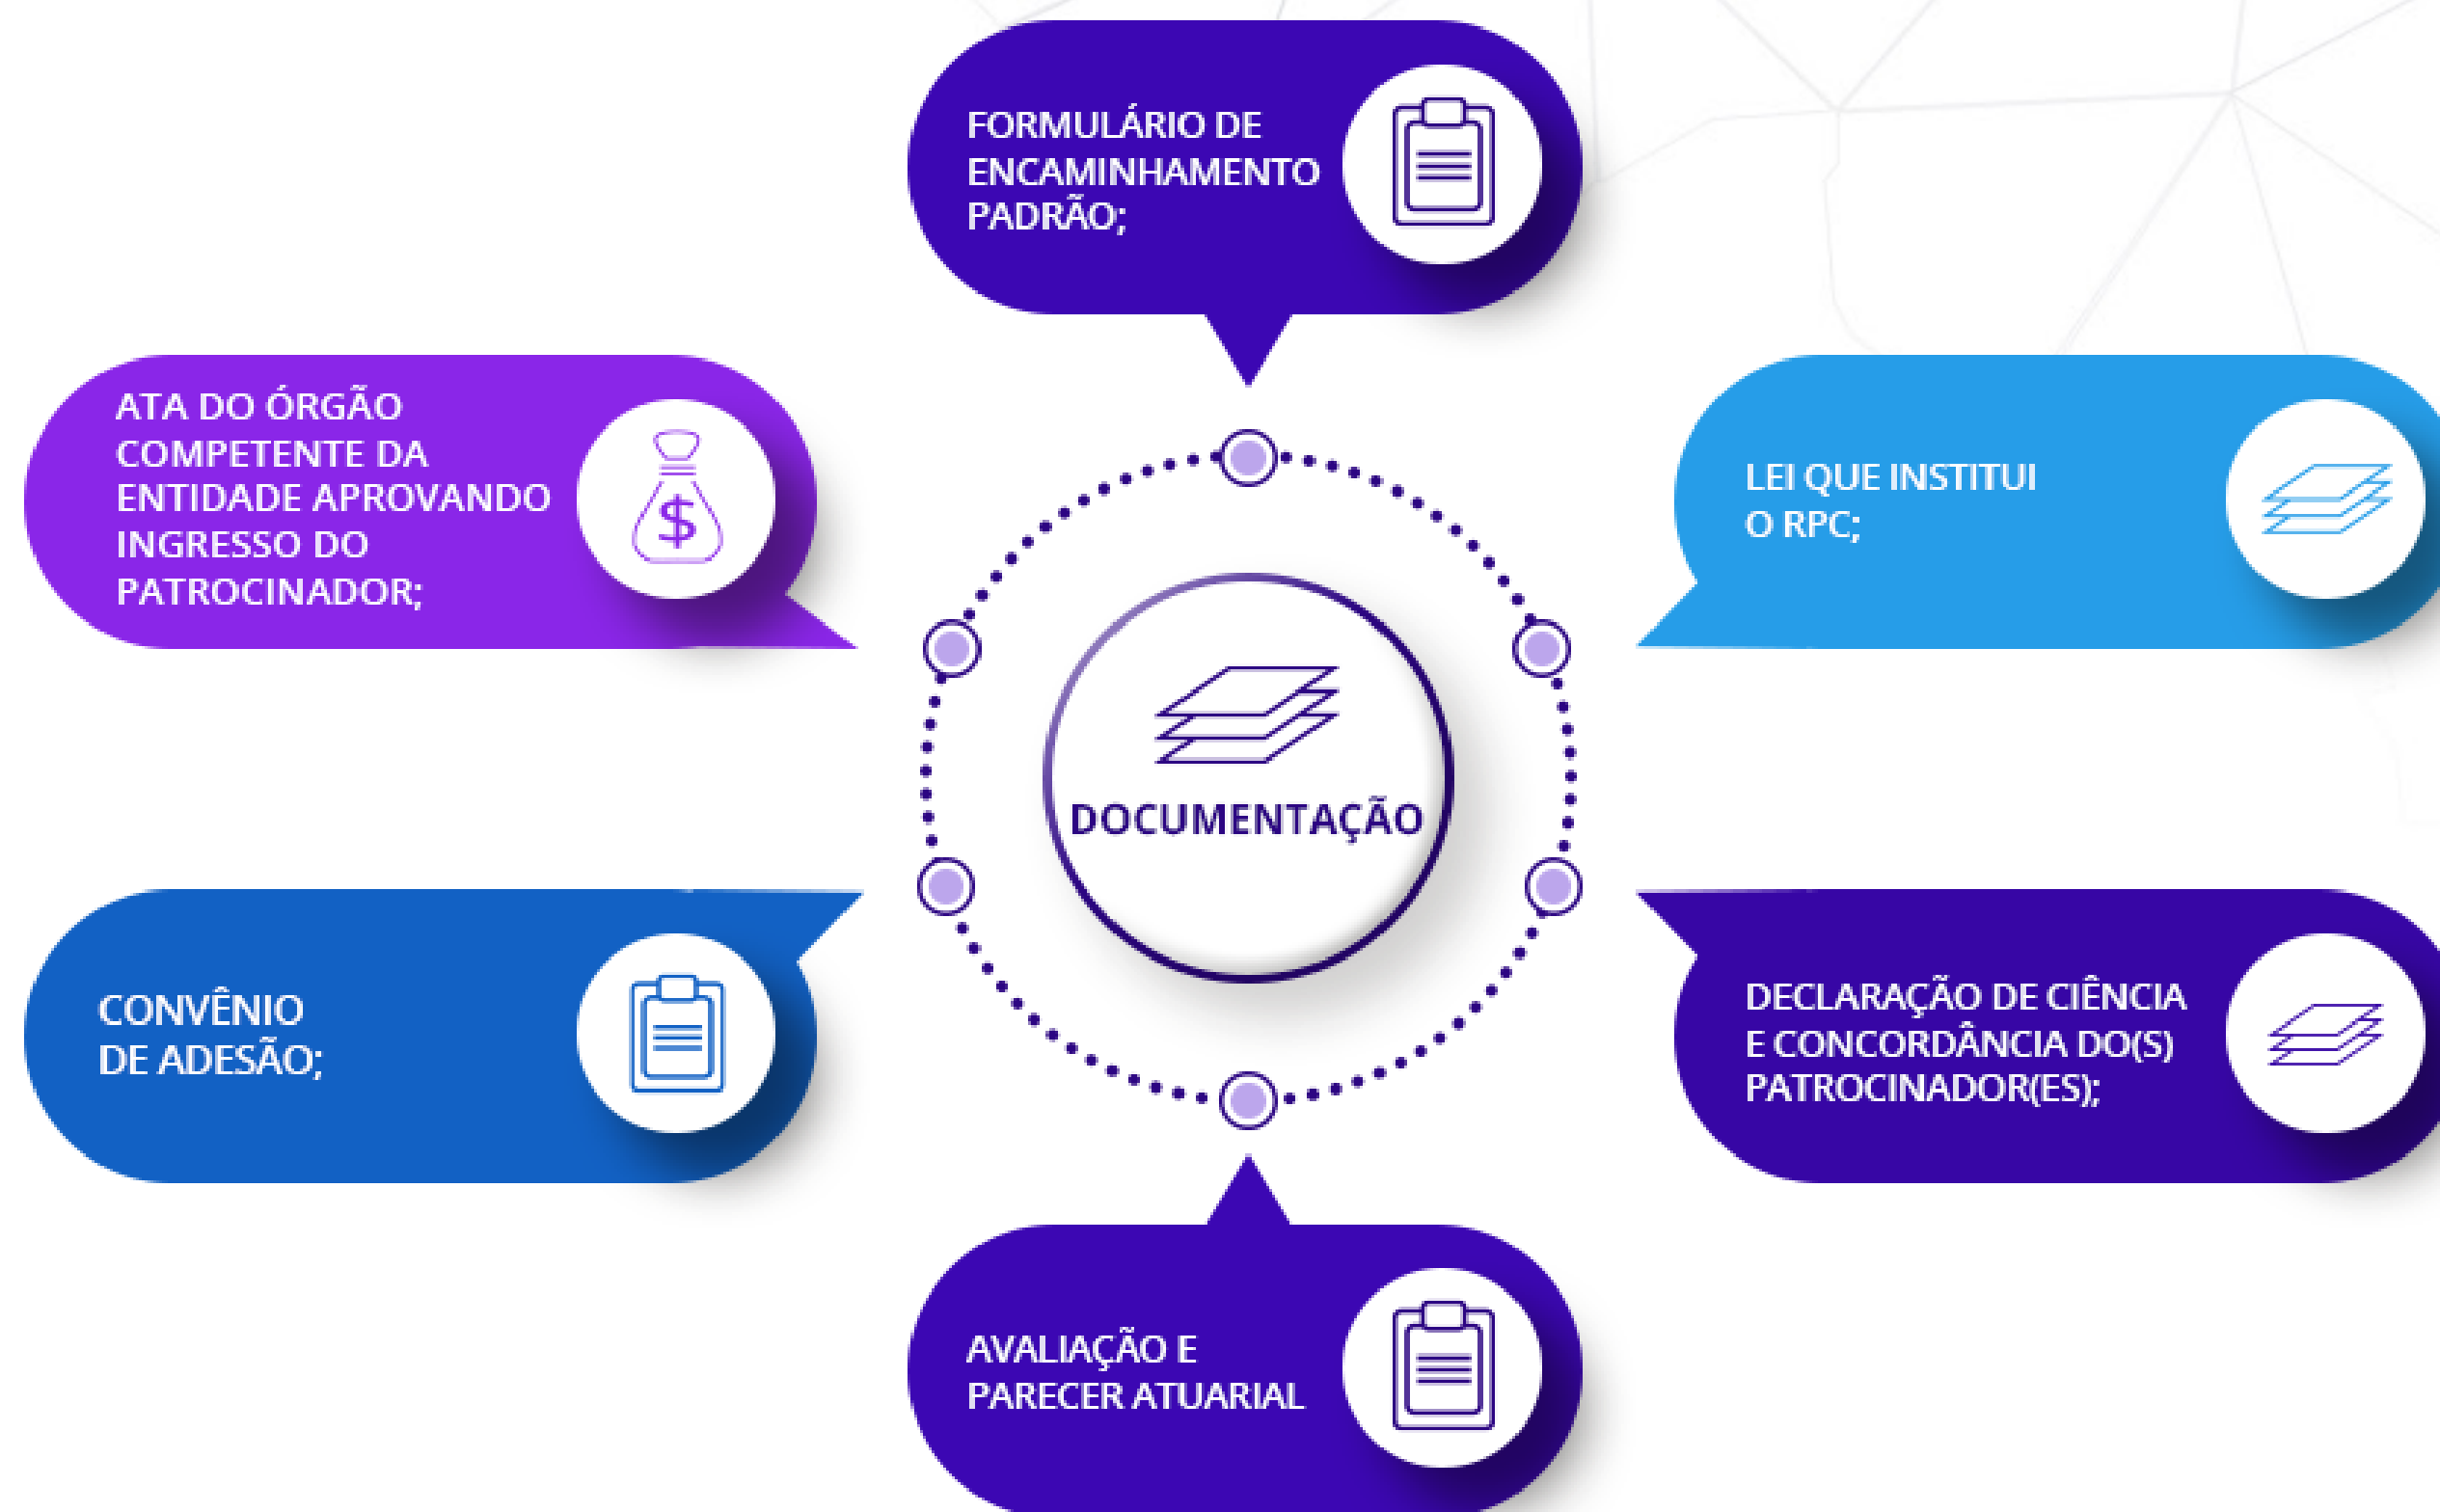 FORMULÁRIO DE
ENCAMINHAMENTO
PADRÃO;
ATA DO ÓRGÃO
COMPETENTE DA
ENTIDADE APROVANDO
INGRESSO DO
PATROCINADOR;
$
LEI QUE INSTITUI
O RPC;
DOCUMENTAÇÃO
CONVÊNIO
DE ADESÃO;
DECLARAÇÃO DE CIÊNCIA
E CONCORDÂNCIA DO(S)
PATROCINADOR(ES);
AVALIAÇÃO E
PARECER ATUARIAL